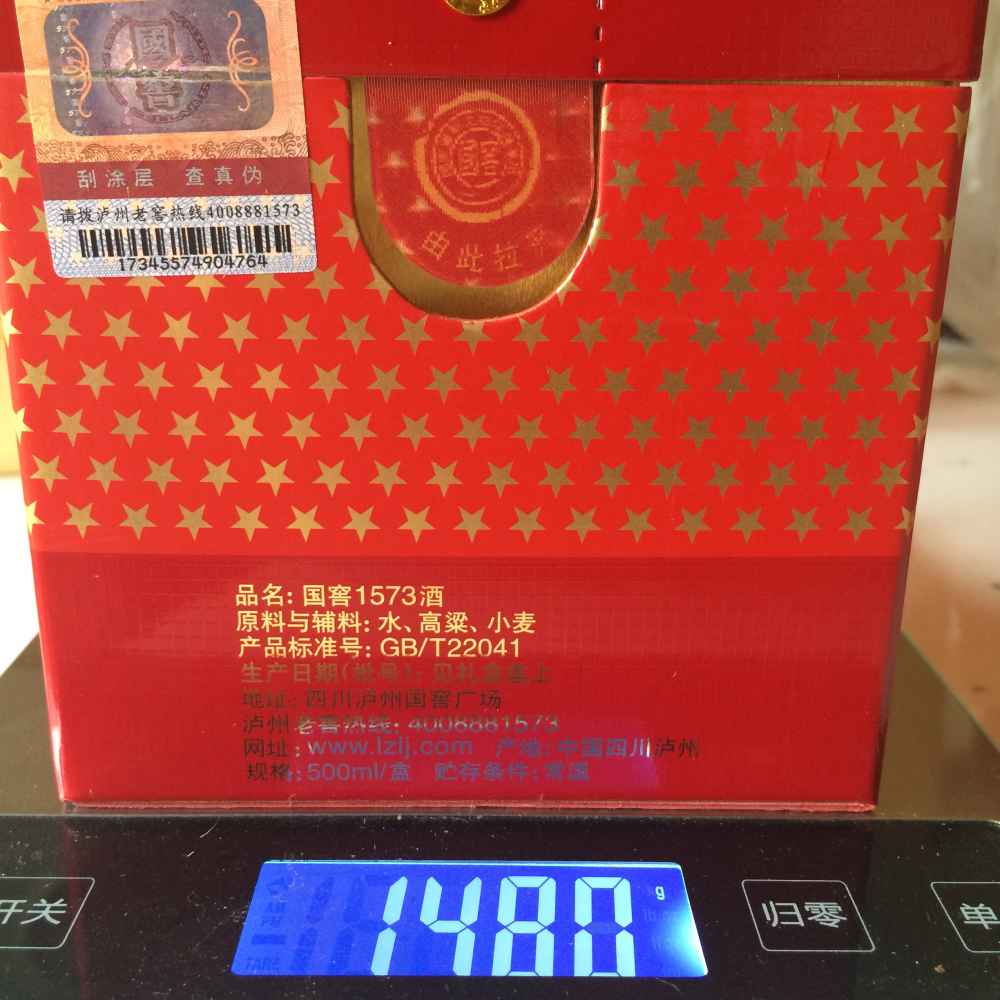 國窖
刮涂层 查真伪
请拨泸州老窖热线4008881573
17345574904764
由此拉开
品名: 国窖1573酒
原料与辅料: 水、高粱、小麦
产品标准号: GB/T22041
生产日期(批号): 见礼盒盖上
地址: 四川泸州国窖广场
泸州老窖热线: 4008881573
网址: www.lzlj.com 产地: 中国四川泸州
规格: 500ml/盒 贮存条件: 常温
1480 g
TARE
开关
归零
单